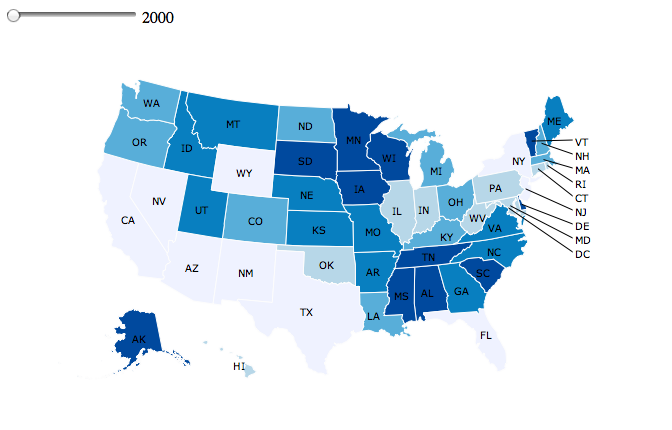 2000
WA
ME
MT
ND
MN
VT
OR
ID
WI
NH
SD
NY
MI
MA
WY
RI
IA
PA
NE
CT
NV
OH
UT
IL
IN
NJ
CO
WV
CA
DE
VA
KS
MO
KY
MD
NC
DC
TN
OK
AZ
NM
AR
SC
MS
AL
GA
TX
LA
FL
AK
HI